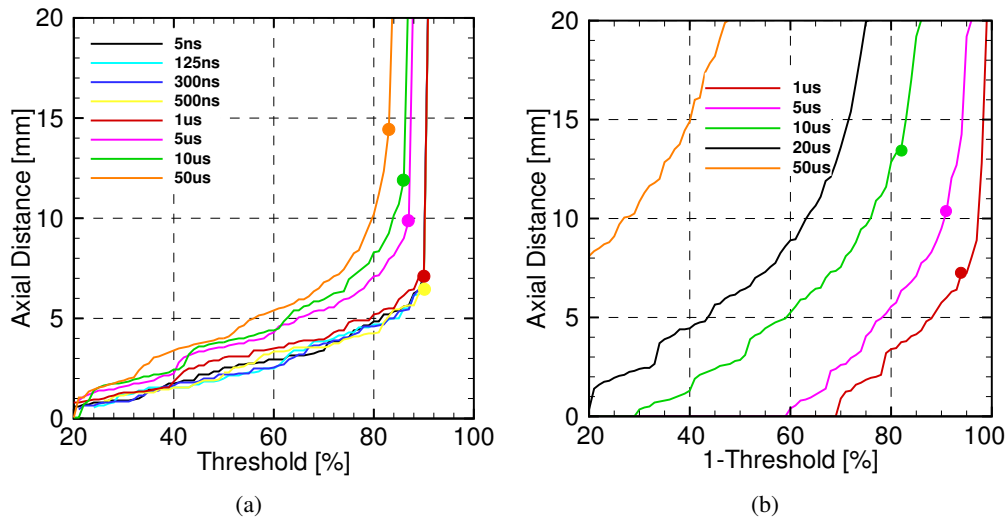 20
15
10
5
0
Axial Distance [mm]
5ns
125ns
300ns
500ns
1us
5us
10us
50us
20 40 60 80 100
Threshold [%]
(a)
20
15
10
5
0
Axial Distance [mm]
1us
5us
10us
20us
50us
20 40 60 80 100
1-Threshold [%]
(b)